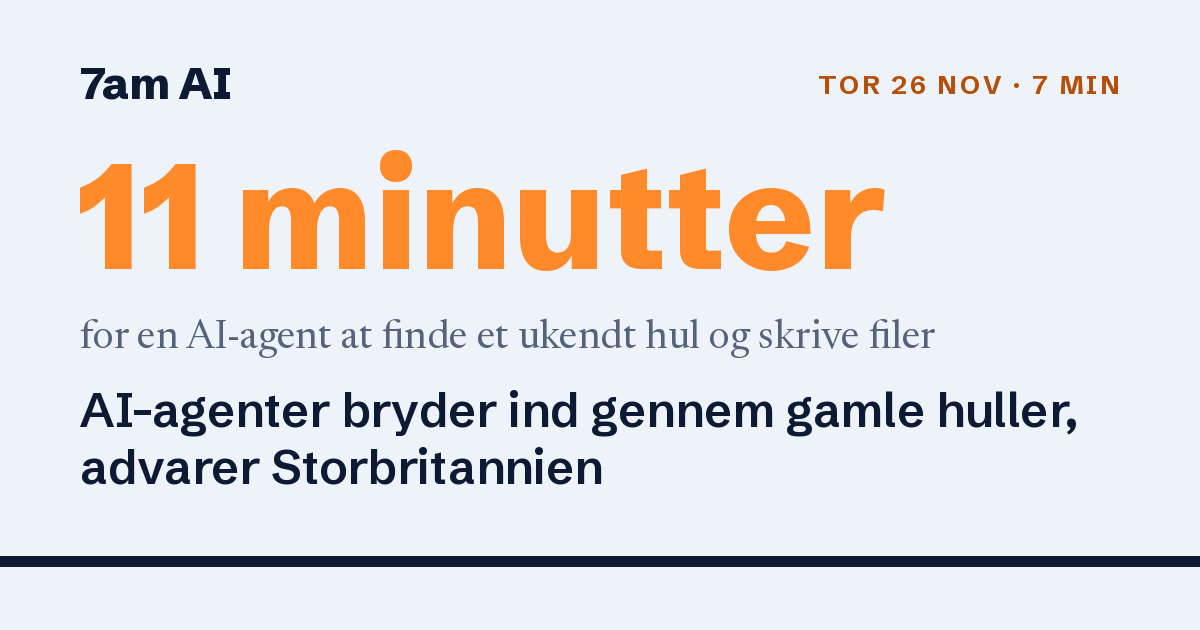 7am AI
TOR 26 NOV · 7 MIN
11 minutter
for en AI-agent at finde et ukendt hul og skrive filer
AI-agenter bryder ind gennem gamle huller,
advarer Storbritannien